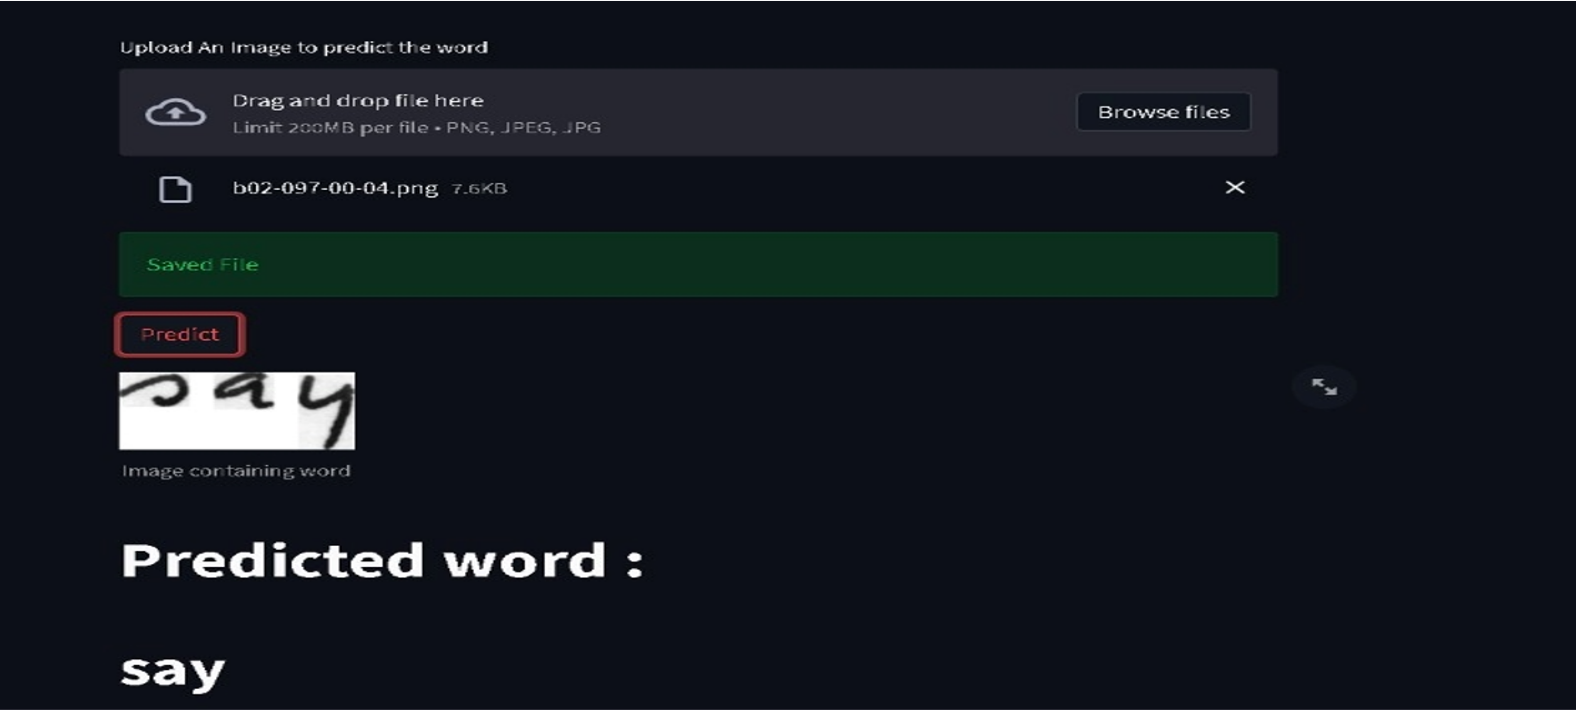 Upload An Image to predict the word
Drag and drop file here
Limit 200MB per file • PNG, JPEG, JPG
Browse files
b02-097-00-04.png 7.6KB
Saved File
Predict
say
Image containing word
Predicted word :
say